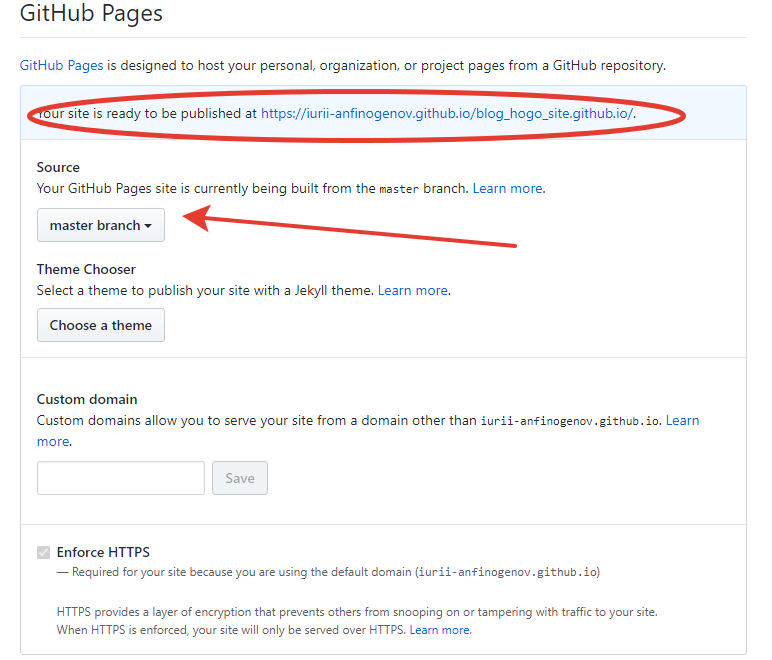 GitHub Pages
GitHub Pages is designed to host your personal, organization, or project pages from a GitHub repository.
Your site is ready to be published at https://iurii-anfinogenov.github.io/blog_hogo_site.github.io/.
Source
Your GitHub Pages site is currently being built from the master branch. Learn more.
master branch
Theme Chooser
Select a theme to publish your site with a Jekyll theme. Learn more.
Choose a theme
Custom domain
Custom domains allow you to serve your site from a domain other than iurii-anfinogenov.github.io. Learn
more.
Save
Enforce HTTPS
— Required for your site because you are using the default domain (iurii-anfinogenov.github.io)
HTTPS provides a layer of encryption that prevents others from snooping on or tampering with traffic to your site.
When HTTPS is enforced, your site will only be served over HTTPS. Learn more.